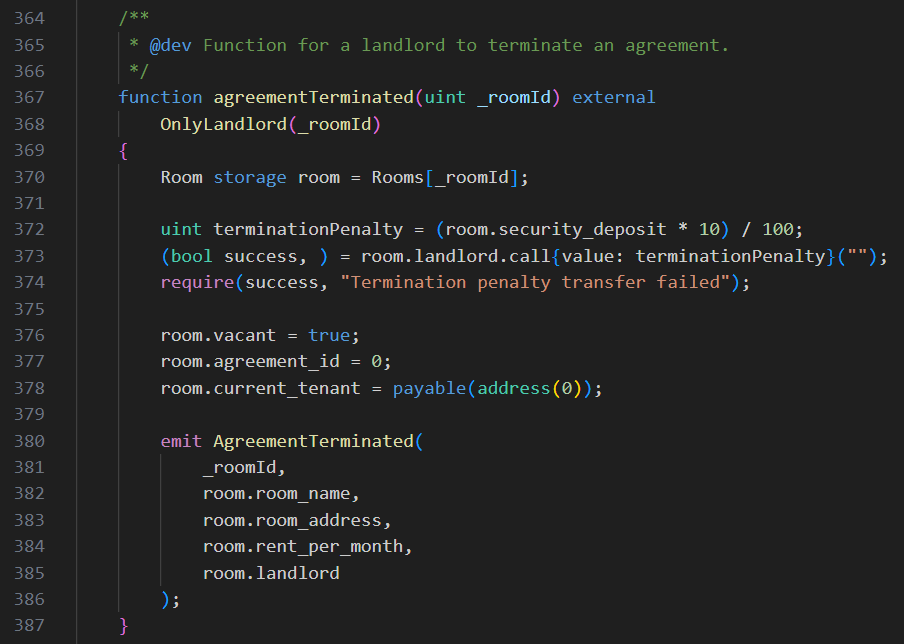 364 /**
365 * @dev Function for a landlord to terminate an agreement.
366 */
367 function agreementTerminated(uint _roomId) external
368 OnlyLandlord(_roomId)
369 {
370 Room storage room = Rooms[_roomId];
371
372 uint terminationPenalty = (room.security_deposit * 10) / 100;
373 (bool success, ) = room.landlord.call{value: terminationPenalty}("");
374 require(success, "Termination penalty transfer failed");
375
376 room.vacant = true;
377 room.agreement_id = 0;
378 room.current_tenant = payable(address(0));
379
380 emit AgreementTerminated(
381 _roomId,
382 room.room_name,
383 room.room_address,
384 room.rent_per_month,
385 room.landlord
386 );
387 }